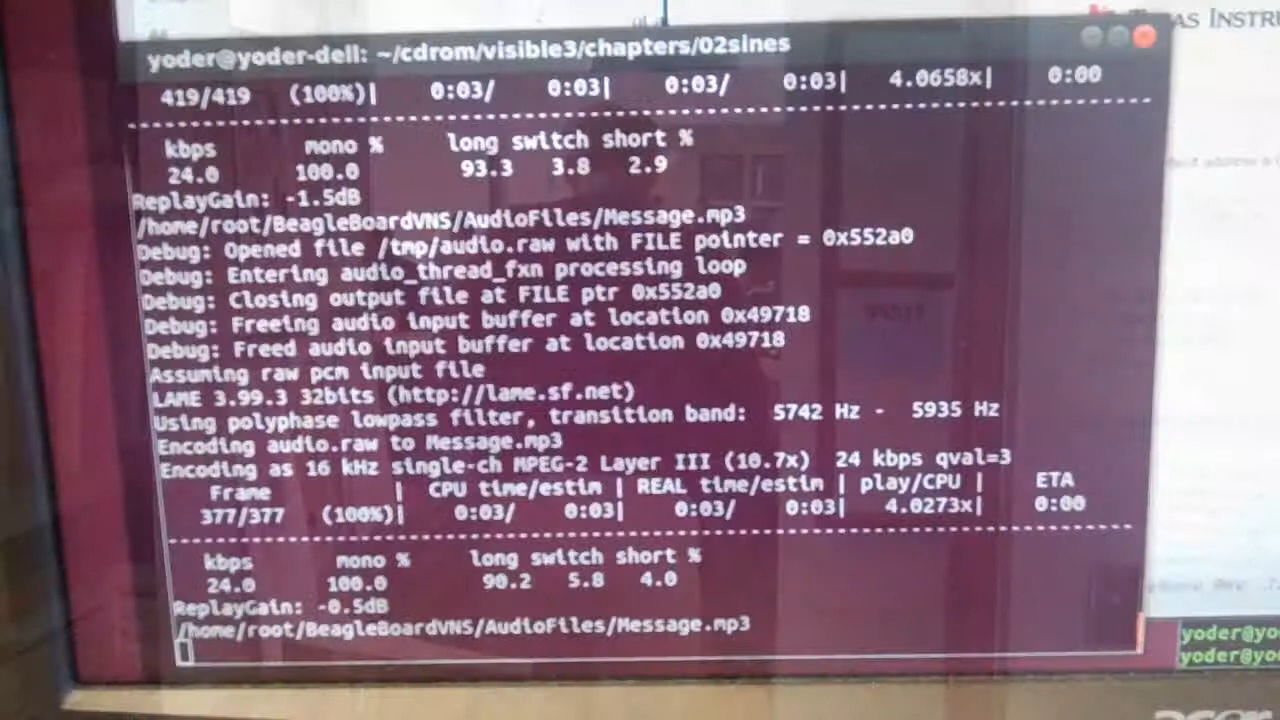 TEXAS INSTRU
yoder@yoder-dell: ~/cdrom/visible3/chapters/02sines
419/419 (100%)| 0:03/ 0:03| 0:03/ 0:03| 4.0658x| 0:00
--------------------------------------------------------------------------------
kbps mono % long switch short %
24.0 100.0 93.3 3.8 2.9
ReplayGain: -1.5dB
/home/root/BeagleBoardVNS/AudioFiles/Message.mp3
Debug: Opened file /tmp/audio.raw with FILE pointer = 0x552a0
Debug: Entering audio_thread_fxn processing loop
Debug: Closing output file at FILE ptr 0x552a0
Debug: Freeing audio input buffer at location 0x49718
Debug: Freed audio input buffer at location 0x49718
Assuming raw pcm input file
LAME 3.99.3 32bits (http://lame.sf.net)
Using polyphase lowpass filter, transition band: 5742 Hz - 5935 Hz
Encoding audio.raw to Message.mp3
Encoding as 16 kHz single-ch MPEG-2 Layer III (10.7x) 24 kbps qval=3
Frame | CPU time/estim | REAL time/estim | play/CPU | ETA
377/377 (100%)| 0:03/ 0:03| 0:03/ 0:03| 4.0273x| 0:00
--------------------------------------------------------------------------------
kbps mono % long switch short %
24.0 100.0 90.2 5.8 4.0
ReplayGain: -0.5dB
/home/root/BeagleBoardVNS/AudioFiles/Message.mp3
yoder@yo
yoder@yo
acer